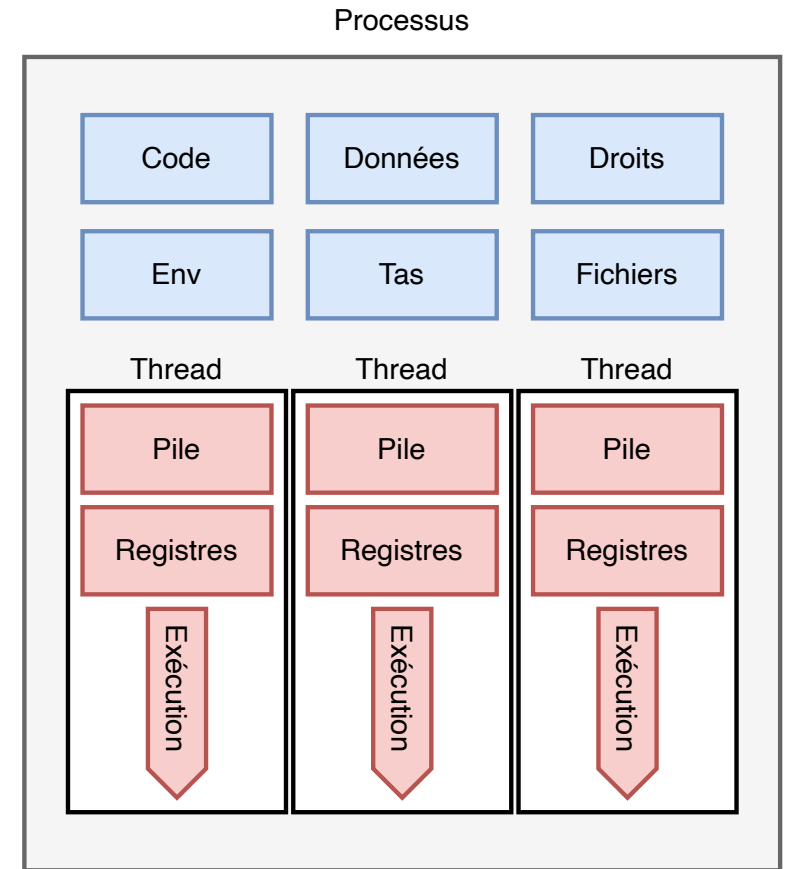 Processus
Code Données Droits
Env Tas Fichiers
Thread Thread Thread
Pile Pile Pile
Registres Registres Registres
Exécution Exécution Exécution